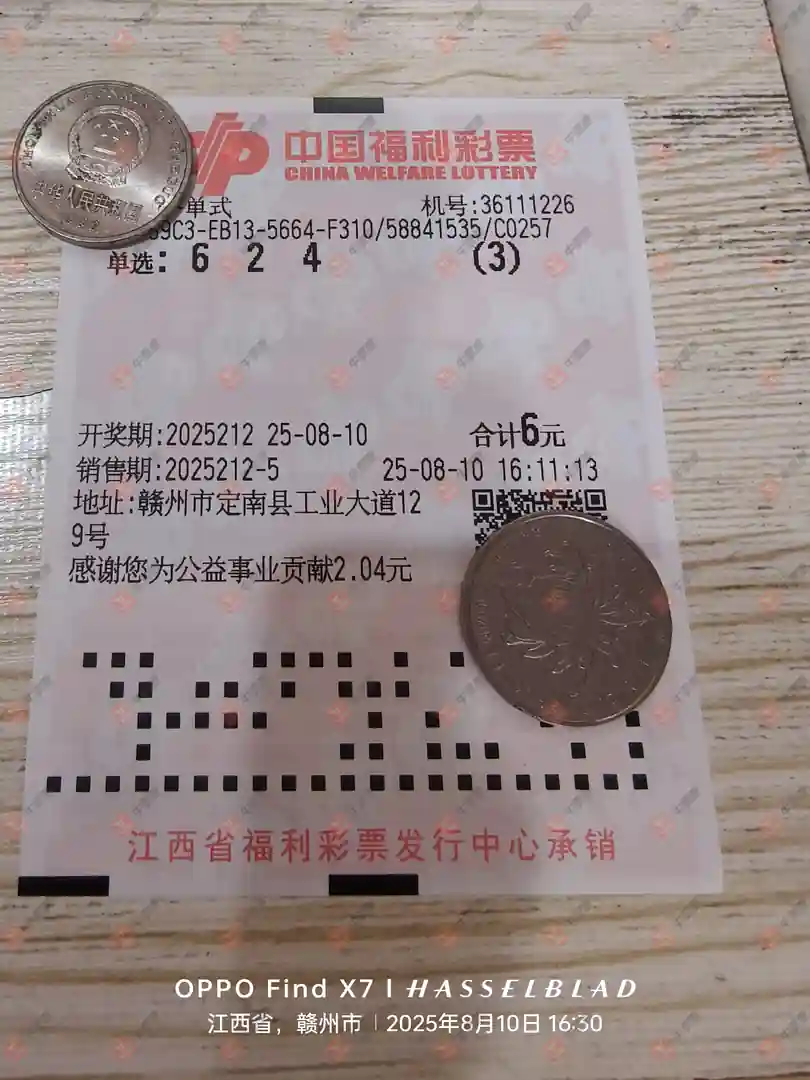 中国福利彩票
CHINA WELFARE LOTTERY
单式 机号:36111226
9C3-EB13-5664-F310/58841535/C0257
单选: 6 2 4 (3)
开奖期:2025212 25-08-10 合计6元
销售期:2025212-5 25-08-10 16:11:13
地址:赣州市定南县工业大道12
9号
感谢您为公益事业贡献2.04元
江西省福利彩票发行中心承销
OPPO Find X7 | HASSELBLAD
江西省，赣州市 | 2025年8月10日 16:30